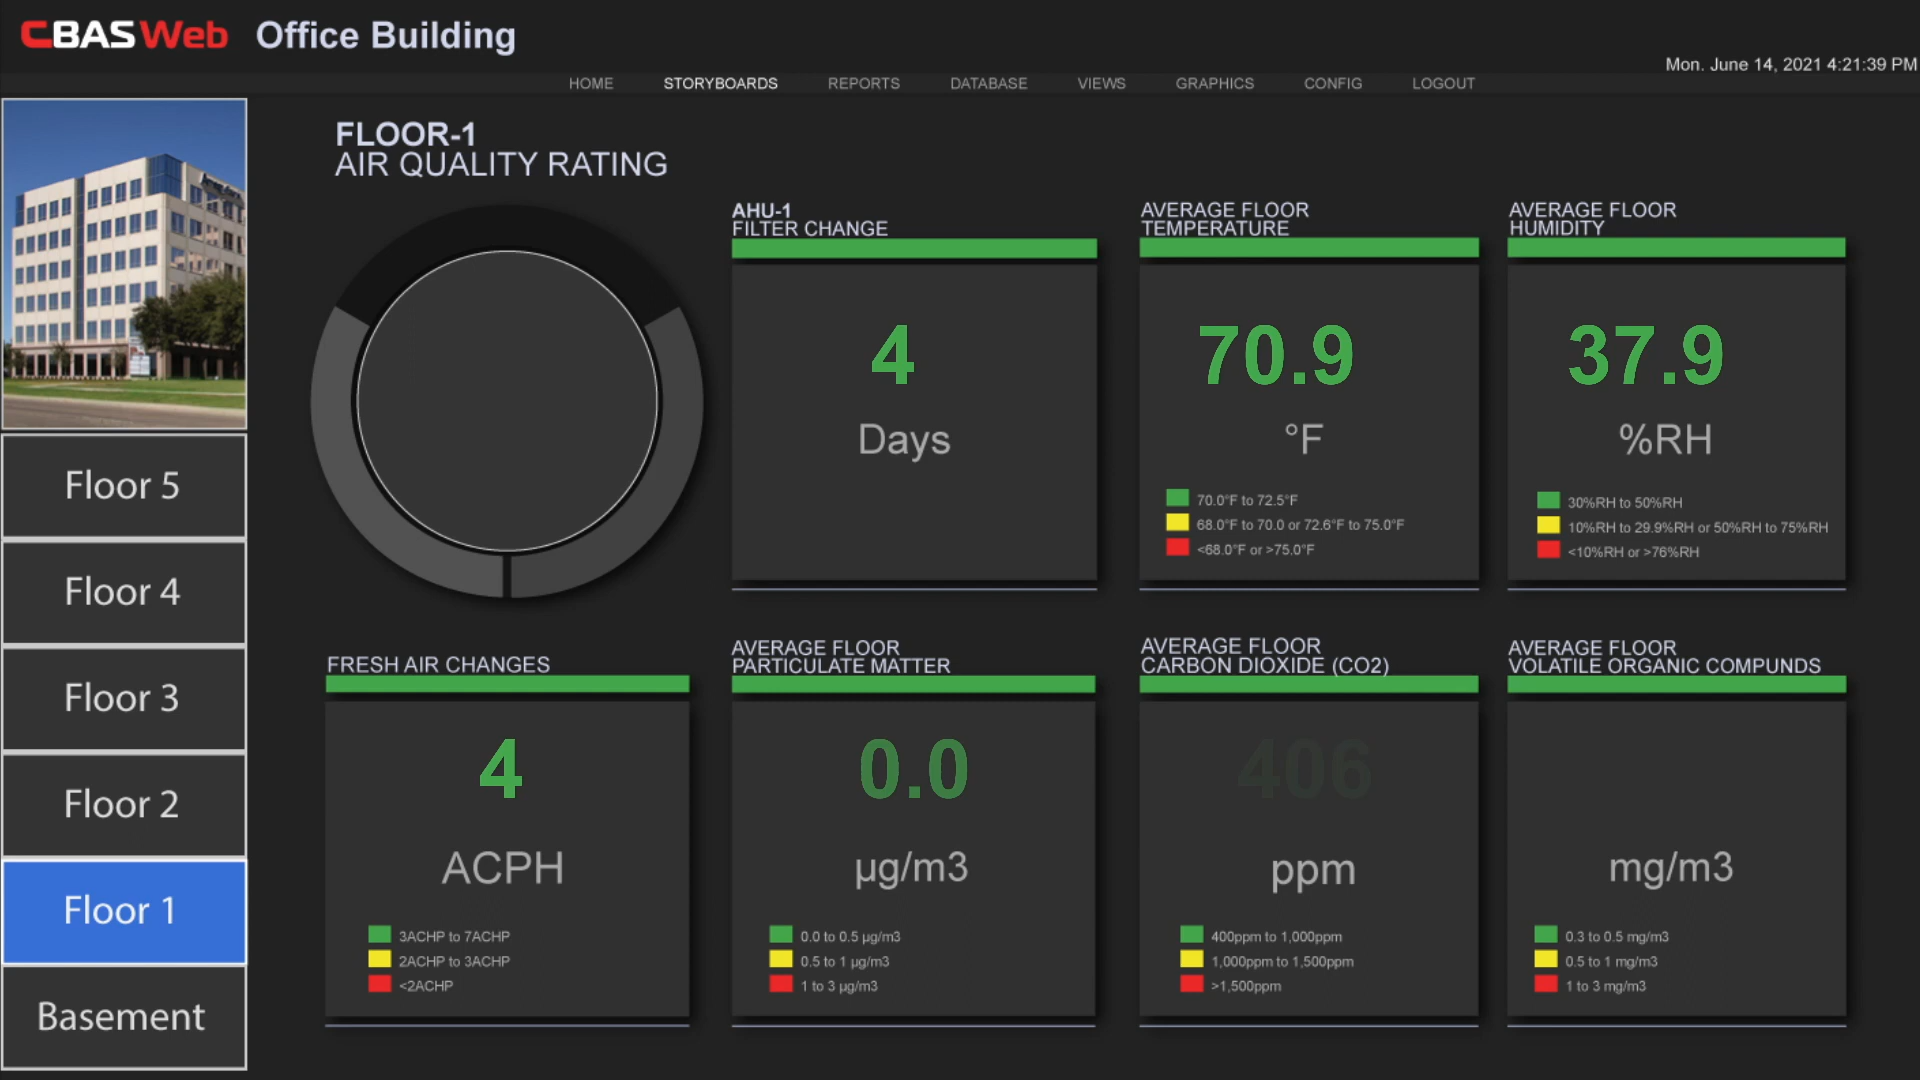 CBAS Web Office Building
Mon. June 14, 2021 4:21:39 PM
HOME STORYBOARDS REPORTS DATABASE VIEWS GRAPHICS CONFIG LOGOUT
Floor 5
Floor 4
Floor 3
Floor 2
Floor 1
Basement
FLOOR-1
AIR QUALITY RATING
AHU-1
FILTER CHANGE
4
Days
AVERAGE FLOOR
TEMPERATURE
70.9
°F
70.0°F to 72.5°F
68.0°F to 70.0 or 72.6°F to 75.0°F
<68.0°F or >75.0°F
AVERAGE FLOOR
HUMIDITY
37.9
%RH
30%RH to 50%RH
10%RH to 29.9%RH or 50%RH to 75%RH
<10%RH or >76%RH
FRESH AIR CHANGES
4
ACPH
3ACHP to 7ACHP
2ACHP to 3ACHP
<2ACHP
AVERAGE FLOOR
PARTICULATE MATTER
0.0
µg/m3
0.0 to 0.5 µg/m3
0.5 to 1 µg/m3
1 to 3 µg/m3
AVERAGE FLOOR
CARBON DIOXIDE (CO2)
406
ppm
400ppm to 1,000ppm
1,000ppm to 1,500ppm
>1,500ppm
AVERAGE FLOOR
VOLATILE ORGANIC COMPUNDS
mg/m3
0.3 to 0.5 mg/m3
0.5 to 1 mg/m3
1 to 3 mg/m3